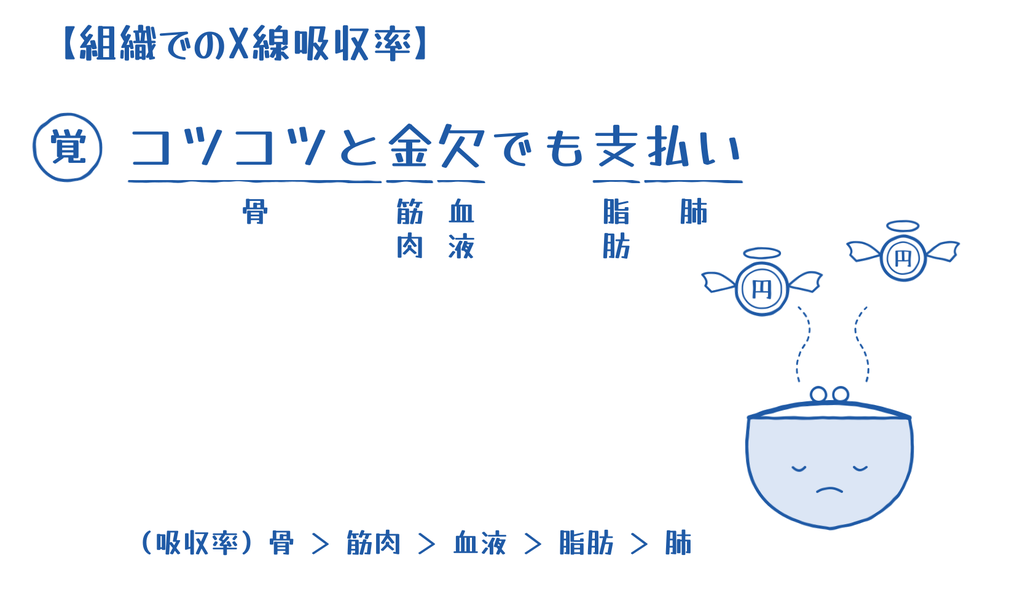 【組織でのX線吸収率】
覚 コツコツと金欠でも支払い
骨 筋肉 血液 脂肪 肺
円
円
（吸収率）骨 > 筋肉 > 血液 > 脂肪 > 肺